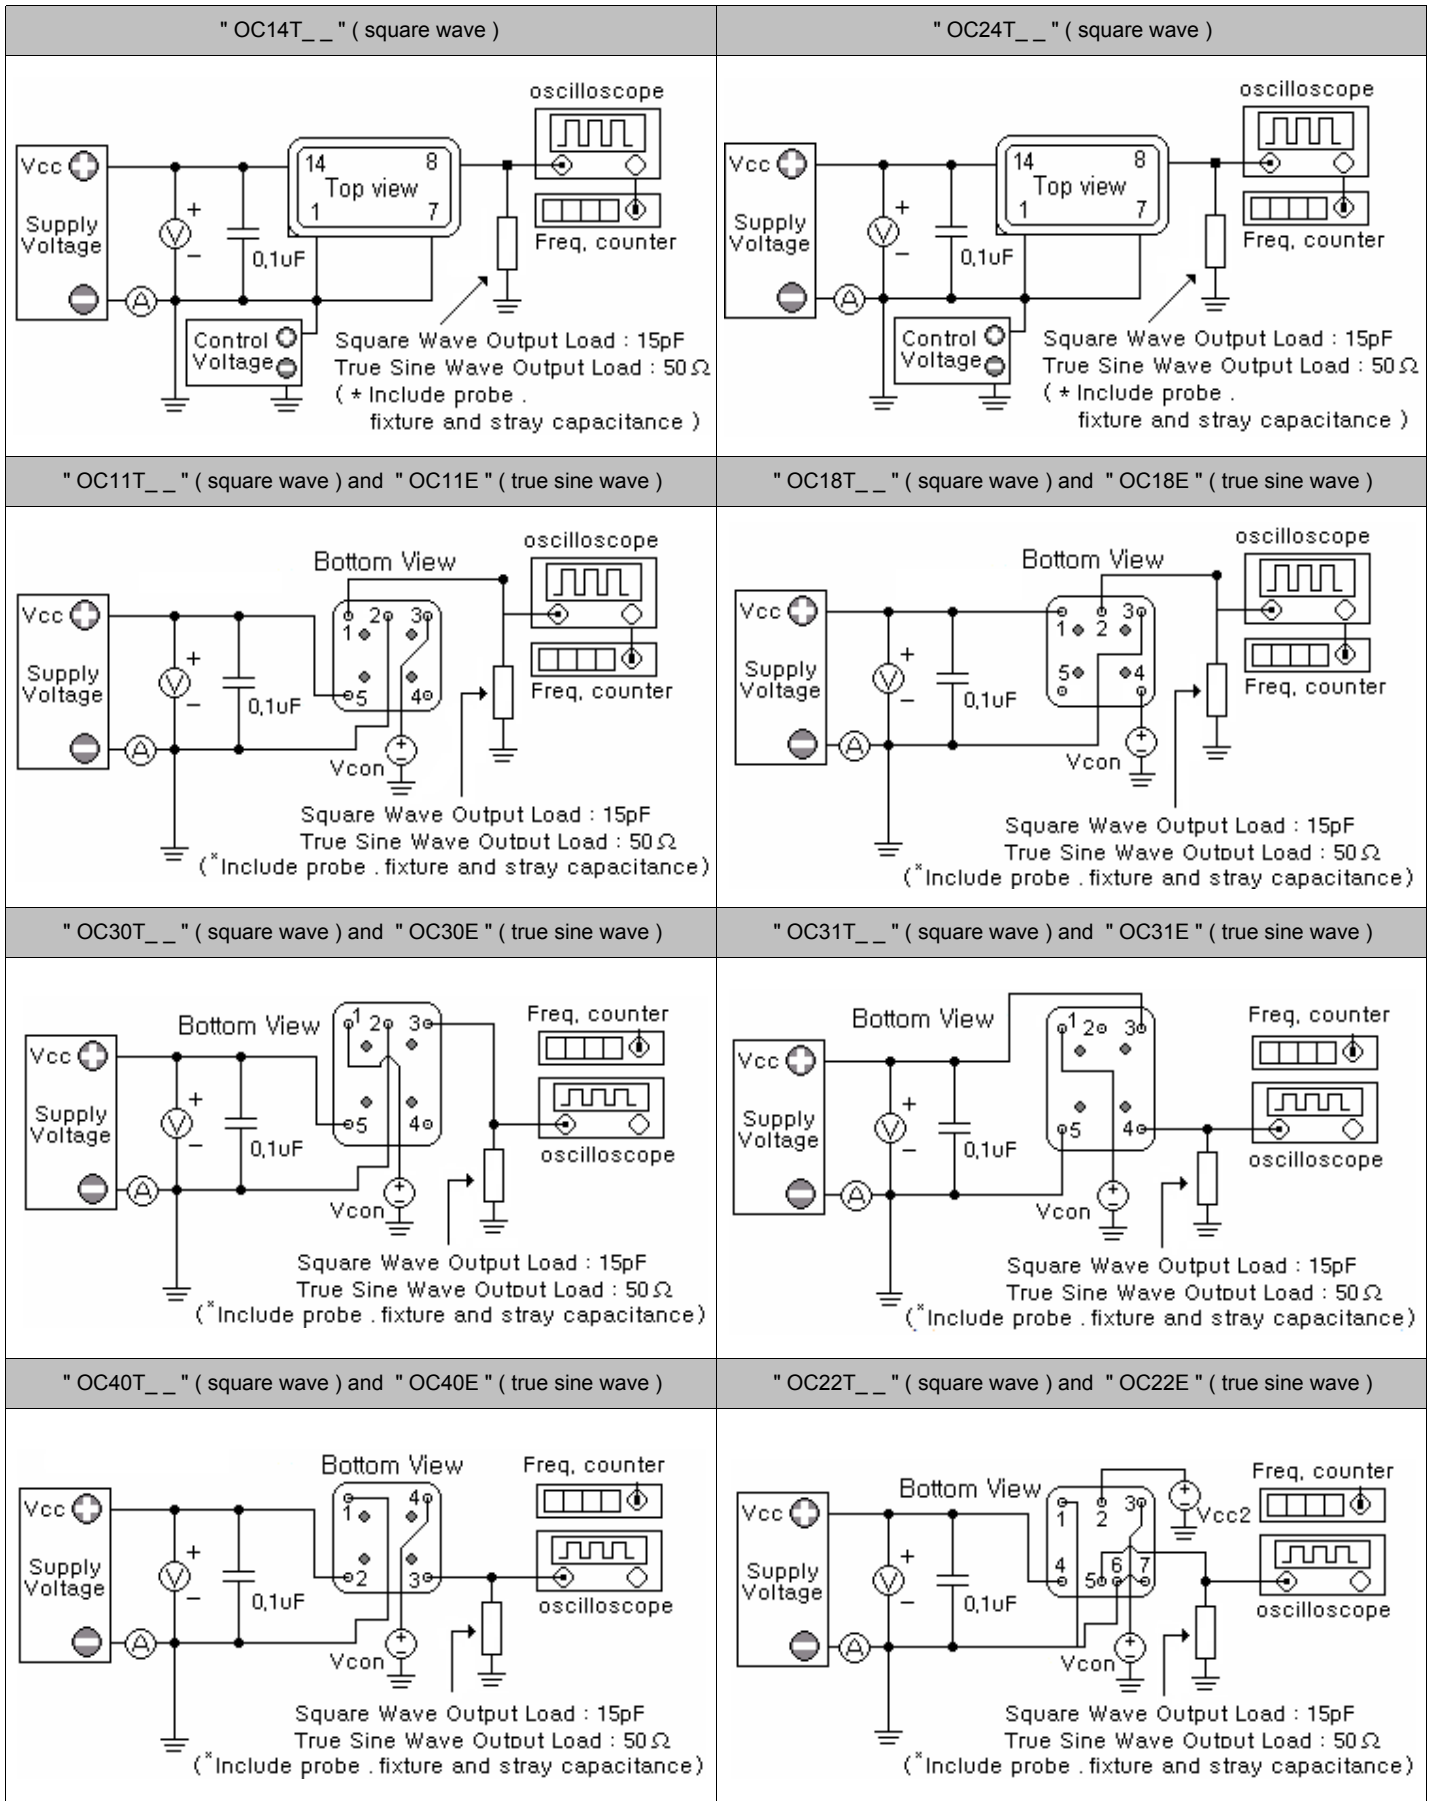 " OC14T_ _ " ( square wave )
" OC24T_ _ " ( square wave )
oscilloscope
Vcc
14
8
Top view
1
7
Supply
Voltage
V
+
−
0,1uF
A
Freq, counter
Control
Voltage
Square Wave Output Load : 15pF
True Sine Wave Output Load : 50Ω
( * Include probe .
fixture and stray capacitance )
oscilloscope
Vcc
14
8
Top view
1
7
Supply
Voltage
V
+
−
0,1uF
A
Freq, counter
Control
Voltage
Square Wave Output Load : 15pF
True Sine Wave Output Load : 50Ω
( * Include probe .
fixture and stray capacitance )
" OC11T_ _ " ( square wave ) and " OC11E " ( true sine wave )
" OC18T_ _ " ( square wave ) and " OC18E " ( true sine wave )
oscilloscope
Bottom View
Vcc
1
2
3
Supply
Voltage
V
+
−
0,1uF
5
4
Freq, counter
A
Vcon
Square Wave Output Load : 15pF
True Sine Wave Output Load : 50Ω
(*Include probe . fixture and stray capacitance)
oscilloscope
Bottom View
Vcc
1
2
3
Supply
Voltage
V
+
−
0,1uF
5
4
Freq, counter
A
Vcon
Square Wave Output Load : 15pF
True Sine Wave Output Load : 50Ω
(*Include probe . fixture and stray capacitance)
" OC30T_ _ " ( square wave ) and " OC30E " ( true sine wave )
" OC31T_ _ " ( square wave ) and " OC31E " ( true sine wave )
Freq, counter
Bottom View
1
2
3
Vcc
Supply
Voltage
V
+
−
0,1uF
5
4
oscilloscope
A
Vcon
Square Wave Output Load : 15pF
True Sine Wave Output Load : 50Ω
(*Include probe . fixture and stray capacitance)
Freq, counter
Bottom View
1
2
3
Vcc
Supply
Voltage
V
+
−
0,1uF
5
4
oscilloscope
A
Vcon
Square Wave Output Load : 15pF
True Sine Wave Output Load : 50Ω
(*Include probe . fixture and stray capacitance)
" OC40T_ _ " ( square wave ) and " OC40E " ( true sine wave )
" OC22T_ _ " ( square wave ) and " OC22E " ( true sine wave )
Freq, counter
Bottom View
Vcc
1
4
Supply
Voltage
V
+
−
0,1uF
2
3
oscilloscope
A
Vcon
Square Wave Output Load : 15pF
True Sine Wave Output Load : 50Ω
(*Include probe . fixture and stray capacitance)
Freq, counter
Bottom View
Vcc
1
2
3
Vcc2
Supply
Voltage
V
+
−
0,1uF
4
5
6
7
oscilloscope
A
Vcon
Square Wave Output Load : 15pF
True Sine Wave Output Load : 50Ω
(*Include probe . fixture and stray capacitance)